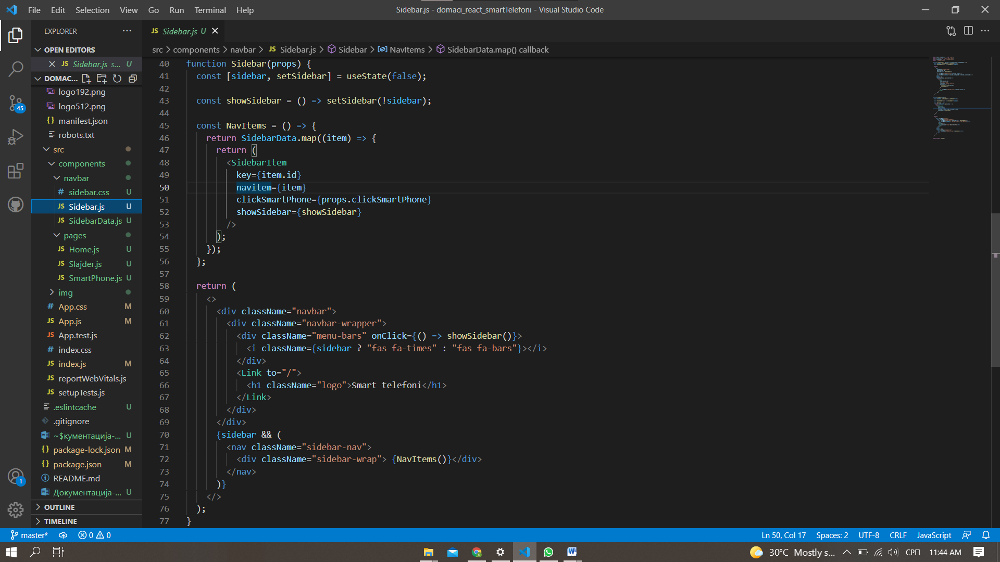 File Edit Selection View Go Run Terminal Help
Sidebar.js - domaci_react_smartTelefoni - Visual Studio Code
EXPLORER
OPEN EDITORS
JS Sidebar.js s... U
DOMAC...
logo192.png
logo512.png
{} manifest.json
robots.txt
src
components
navbar
# sidebar.css U
JS Sidebar.js U
JS SidebarData.js U
pages
JS Home.js U
JS Slajder.js U
JS SmartPhone.js U
img
# App.css M
JS App.js M
JS App.test.js
# index.css
JS index.js M
JS reportWebVitals.js
JS setupTests.js
.eslintcache U
.gitignore
~$кументација-... U
{} package-lock.json M
{} package.json M
README.md
Документација-... U
OUTLINE
TIMELINE
45
1
JS Sidebar.js U
src > components > navbar > JS Sidebar.js > Sidebar > NavItems > SidebarData.map() callback
40 function Sidebar(props) {
41 const [sidebar, setSidebar] = useState(false);
42
43 const showSidebar = () => setSidebar(!sidebar);
44
45 const NavItems = () => {
46 return SidebarData.map((item) => {
47 return (
48 <SidebarItem
49 key={item.id}
50 navitem={item}
51 clickSmartPhone={props.clickSmartPhone}
52 showSidebar={showSidebar}
53 />
54 );
55 });
56 };
57
58 return (
59 <>
60 <div className="navbar">
61 <div className="navbar-wrapper">
62 <div className="menu-bars" onClick={() => showSidebar()}>
63 <i className={sidebar ? "fas fa-times" : "fas fa-bars"}></i>
64 </div>
65 <Link to="/">
66 <h1 className="logo">Smart telefoni</h1>
67 </Link>
68 </div>
69 </div>
70 {sidebar && (
71 <nav className="sidebar-nav">
72 <div className="sidebar-wrap"> {NavItems()}</div>
73 </nav>
74 )}
75 </>
76 );
77 }
master* 0 0
Ln 50, Col 17 Spaces: 2 UTF-8 CRLF JavaScript
30°C Mostly s... СРП 11:44 AM